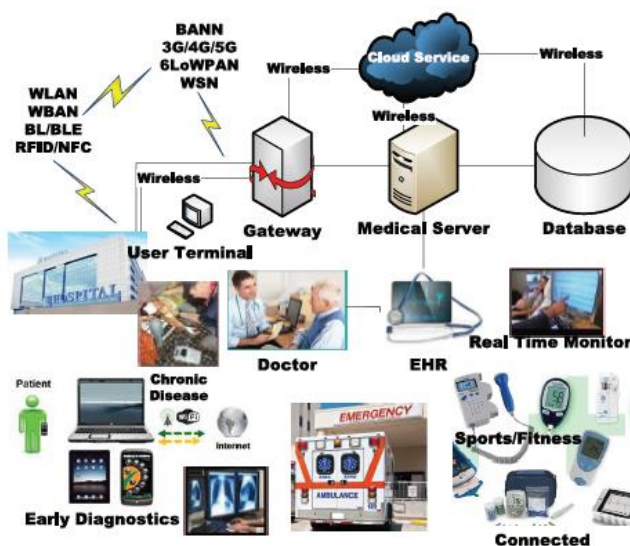 BANN
3G/4G/5G
6LoWPAN
WSN
WLAN
WBAN
BL/BLE
RFID/NFC
Wireless
Cloud Service
Wireless
Wireless
Wireless
Gateway
Medical Server
Database
User Terminal
HOSPITAL
Doctor
EHR
Real Time Monitor
Patient
Chronic
Disease
WiFi
Internet
EMERGENCY
AMBULANCE
Sports/Fitness
Early Diagnostics
Connected